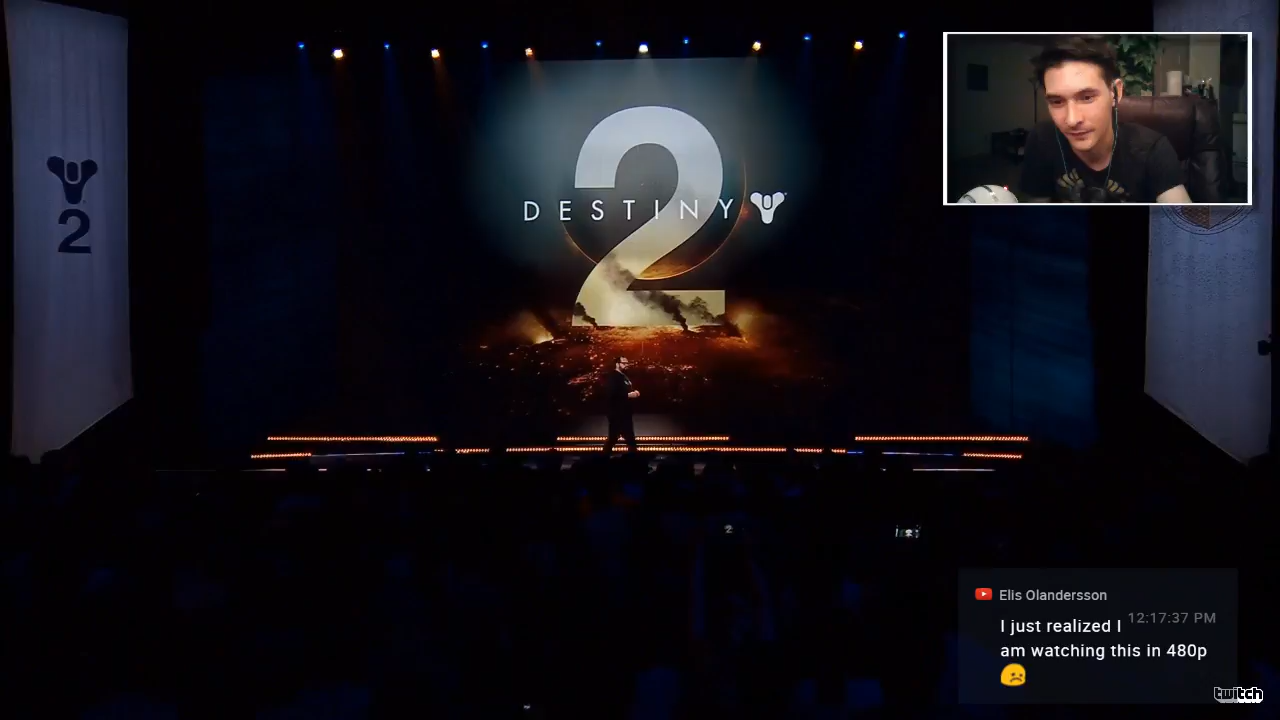 2
DESTINY
2
Elis Olandersson
12:17:37 PM
I just realized I
am watching this in 480p
twitch